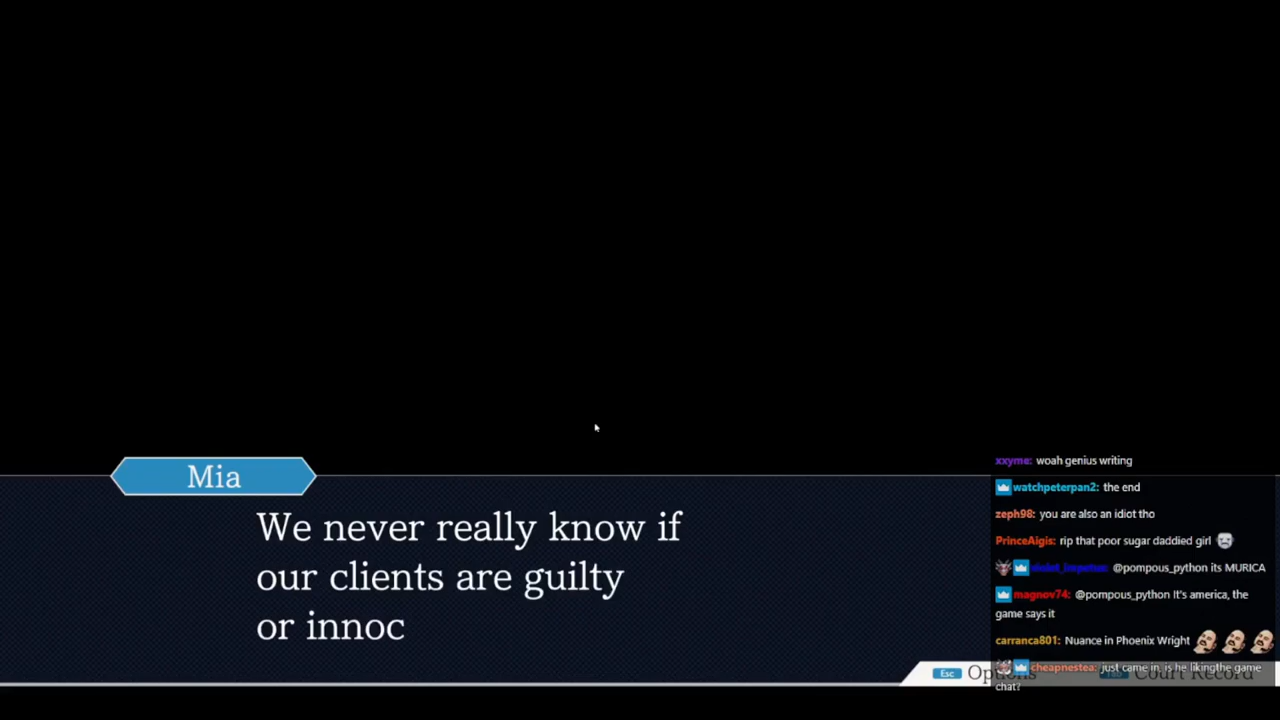 Mia
We never really know if
our clients are guilty
or innoc
xxyme: woah genius writing
watchpeterpan2: the end
zeph98: you are also an idiot tho
PrinceAigis: rip that poor sugar daddied girl
@pompous_python its MURICA
magnov74: @pompous_python It's america, the
game says it
carranca801: Nuance in Phoenix Wright
cheapnestea: just came in, is he likingthe game
chat?
Esc Options Tab Court Record